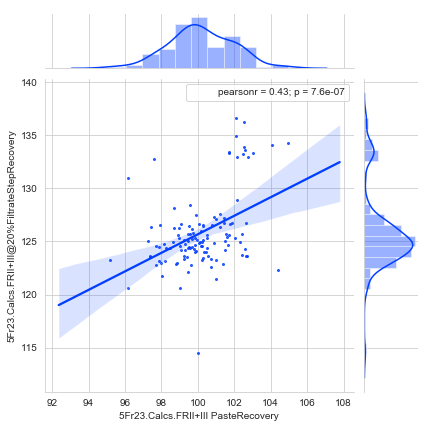 pearsonr = 0.43; p = 7.6e-07
140
135
130
125
120
115
5Fr23.Calcs.FRII+III@20%FiltrateStepRecovery
92 94 96 98 100 102 104 106 108
5Fr23.Calcs.FRII+III PasteRecovery